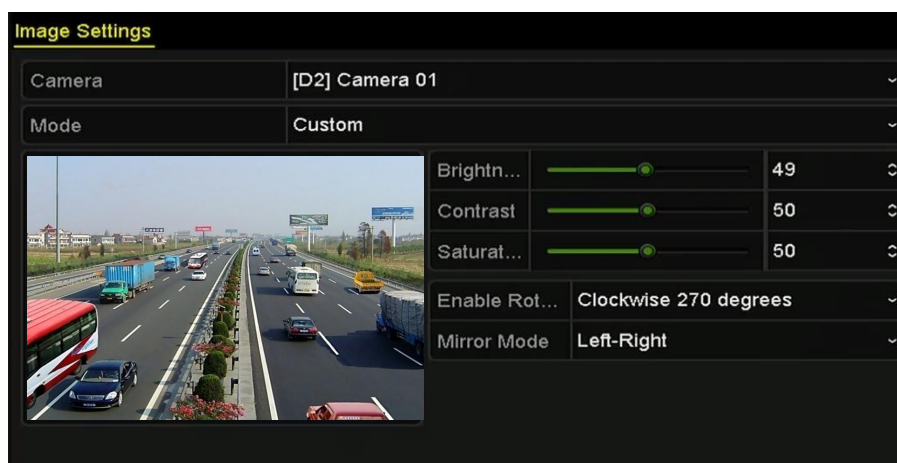 Image Settings
Camera [D2] Camera 01
Mode Custom
Brightn... 49
Contrast 50
Saturat... 50
Enable Rot... Clockwise 270 degrees
Mirror Mode Left-Right